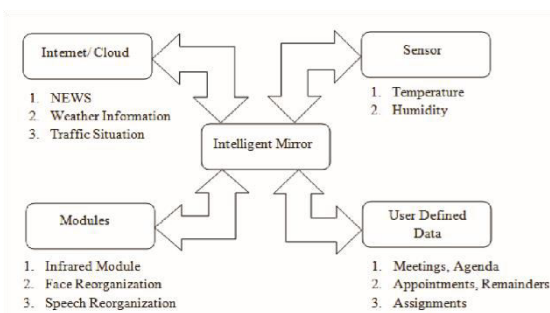 Internet/ Cloud
1. NEWS
2. Weather Information
3. Traffic Situation
Sensor
1. Temperature
2. Humidity
Intelligent Mirror
Modules
1. Infrared Module
2. Face Reorganization
3. Speech Reorganization
User Defined
Data
1. Meetings, Agenda
2. Appointments, Remainders
3. Assignments